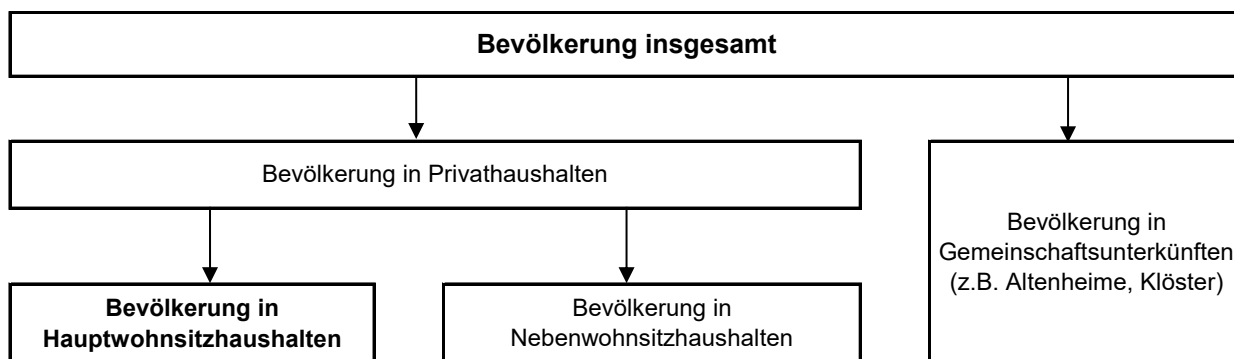 Bevölkerung insgesamt
Bevölkerung in Privathaushalten
Bevölkerung in
Gemeinschaftsunterkünften
(z.B. Altenheime, Klöster)
Bevölkerung in
Hauptwohnsitzhaushalten
Bevölkerung in
Nebenwohnsitzhaushalten